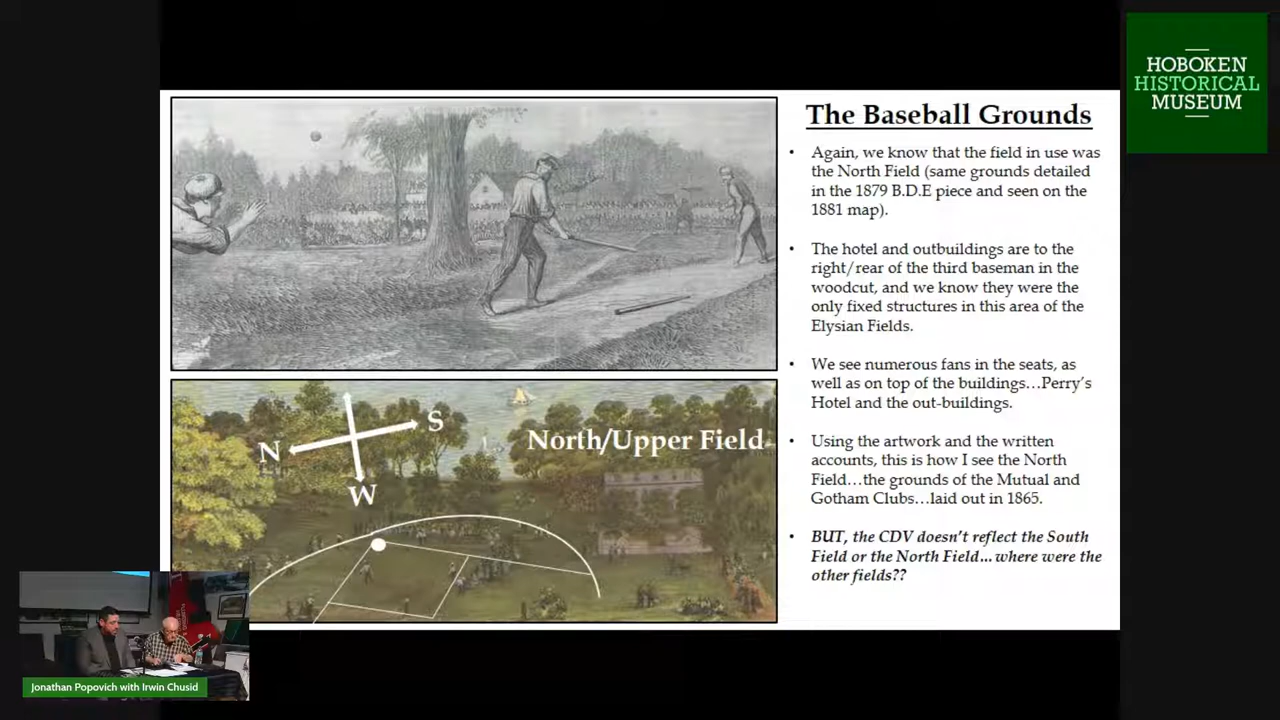 HOBOKEN
HISTORICAL
MUSEUM
The Baseball Grounds
• Again, we know that the field in use was
the North Field (same grounds detailed
in the 1879 B.D.E piece and seen on the
1881 map).
• The hotel and outbuildings are to the
right/rear of the third baseman in the
woodcut, and we know they were the
only fixed structures in this area of the
Elysian Fields.
• We see numerous fans in the seats, as
well as on top of the buildings…Perry’s
Hotel and the out-buildings.
• Using the artwork and the written
accounts, this is how I see the North
Field…the grounds of the Mutual and
Gotham Clubs…laid out in 1865.
• BUT, the CDV doesn’t reflect the South
Field or the North Field…where were the
other fields??
N
S
W
North/Upper Field
Jonathan Popovich with Irwin Chusid